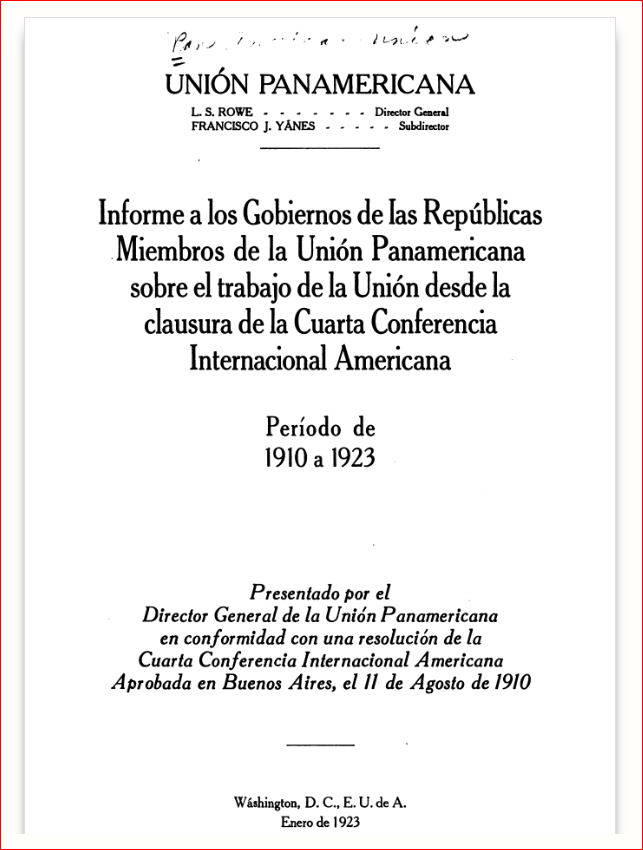 Pan American Union
UNIÓN PANAMERICANA
L. S. ROWE - - - - - - - Director General
FRANCISCO J. YÁNES - - - - - Subdirector
Informe a los Gobiernos de las Repúblicas
Miembros de la Unión Panamericana
sobre el trabajo de la Unión desde la
clausura de la Cuarta Conferencia
Internacional Americana
Período de
1910 a 1923
Presentado por el
Director General de la Unión Panamericana
en conformidad con una resolución de la
Cuarta Conferencia Internacional Americana
Aprobada en Buenos Aires, el 11 de Agosto de 1910
Wáshington, D. C., E. U. de A.
Enero de 1923